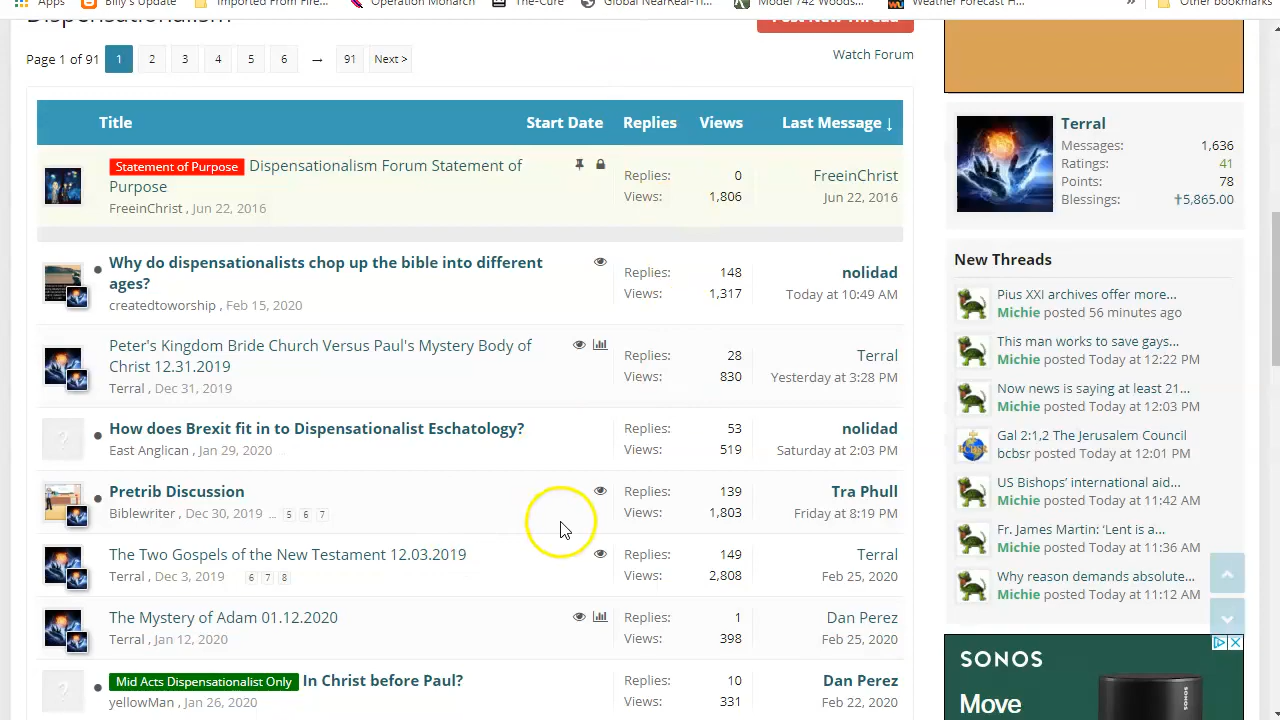 Apps
Billy's Update
Imported From Fire...
Operation Monarch
The-Cure
Global NearReal-Ti...
Model 742 Woods...
Weather Forecast H...
»
Other bookmarks
Dispensationalism
Post New Thread
Page 1 of 91 1 2 3 4 5 6 → 91 Next >
Watch Forum
Title Start Date Replies Views Last Message ↓
Statement of Purpose Dispensationalism Forum Statement of
Purpose
FreeinChrist , Jun 22, 2016
Replies: 0
Views: 1,806
FreeinChrist
Jun 22, 2016
Why do dispensationalists chop up the bible into different
ages?
createdtoworship , Feb 15, 2020
Replies: 148
Views: 1,317
nolidad
Today at 10:49 AM
Peter's Kingdom Bride Church Versus Paul's Mystery Body of
Christ 12.31.2019
Terral , Dec 31, 2019
Replies: 28
Views: 830
Terral
Yesterday at 3:28 PM
How does Brexit fit in to Dispensationalist Eschatology?
East Anglican , Jan 29, 2020
Replies: 53
Views: 519
nolidad
Saturday at 2:03 PM
Pretrib Discussion
Biblewriter , Dec 30, 2019 ... 5 6 7
Replies: 139
Views: 1,803
Tra Phull
Friday at 8:19 PM
The Two Gospels of the New Testament 12.03.2019
Terral , Dec 3, 2019 6 7 8
Replies: 149
Views: 2,808
Terral
Feb 25, 2020
The Mystery of Adam 01.12.2020
Terral , Jan 12, 2020
Replies: 1
Views: 398
Dan Perez
Feb 25, 2020
Mid Acts Dispensationalist Only In Christ before Paul?
yellowMan , Jan 26, 2020
Replies: 10
Views: 331
Dan Perez
Feb 22, 2020
Terral
Messages: 1,636
Ratings: 41
Points: 78
Blessings: ✝5,865.00
New Threads
Pius XXI archives offer more...
Michie posted 56 minutes ago
This man works to save gays...
Michie posted Today at 12:22 PM
Now news is saying at least 21...
Michie posted Today at 12:03 PM
Gal 2:1,2 The Jerusalem Council
bcbsr posted Today at 12:01 PM
US Bishops' international aid...
Michie posted Today at 11:42 AM
Fr. James Martin: ‘Lent is a...
Michie posted Today at 11:36 AM
Why reason demands absolute...
Michie posted Today at 11:12 AM
SONOS
Move